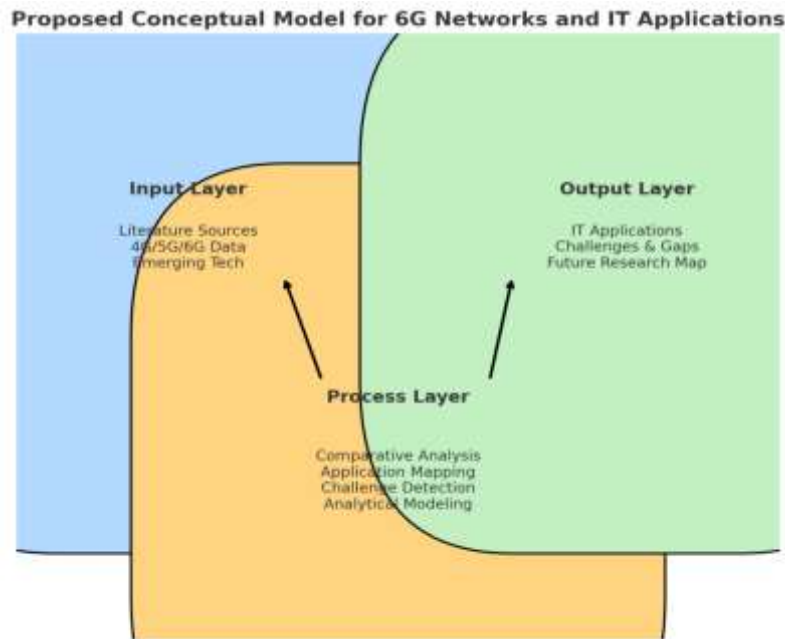 Proposed Conceptual Model for 6G Networks and IT Applications
Input Layer
Literature Sources
4G/5G/6G Data
Emerging Tech
Output Layer
IT Applications
Challenges & Gaps
Future Research Map
Process Layer
Comparative Analysis
Application Mapping
Challenge Detection
Analytical Modeling